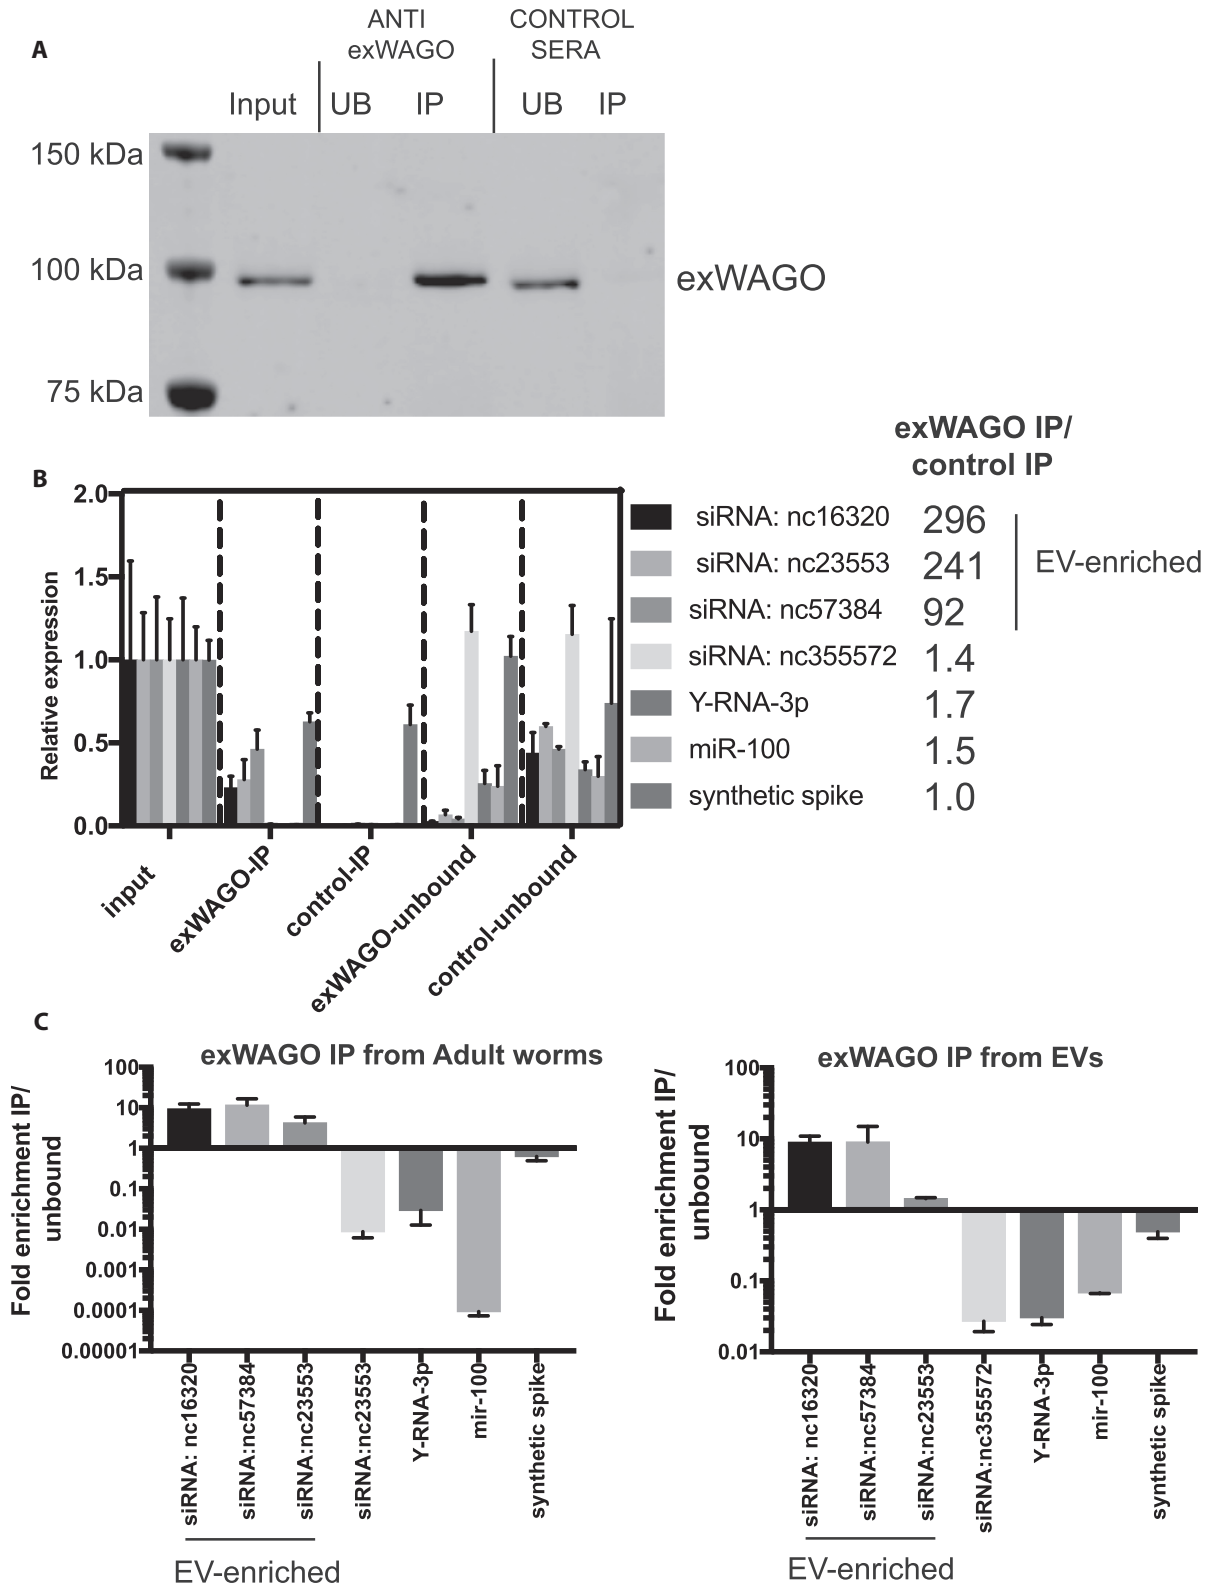 A
ANTI
exWAGO
CONTROL
SERA
Input
UB
IP
UB
IP
150 kDa
100 kDa
75 kDa
exWAGO
B
exWAGO IP/
control IP
Relative expression
2.0
1.5
1.0
0.5
0.0
input
exWAGO-IP
control-IP
exWAGO-unbound
control-unbound
siRNA: nc16320 296
siRNA: nc23553 241
siRNA: nc57384 92
siRNA: nc355572 1.4
Y-RNA-3p 1.7
miR-100 1.5
synthetic spike 1.0
EV-enriched
C
exWAGO IP from Adult worms
Fold enrichment IP/
unbound
100
10
1
0.1
0.01
0.001
0.0001
0.00001
siRNA: nc16320
siRNA:nc57384
siRNA:nc23553
siRNA:nc23553
Y-RNA-3p
mir-100
synthetic spike
EV-enriched
exWAGO IP from EVs
Fold enrichment IP/
unbound
100
10
1
0.1
0.01
siRNA: nc16320
siRNA:nc57384
siRNA:nc23553
siRNA:nc355572
Y-RNA-3p
mir-100
synthetic spike
EV-enriched